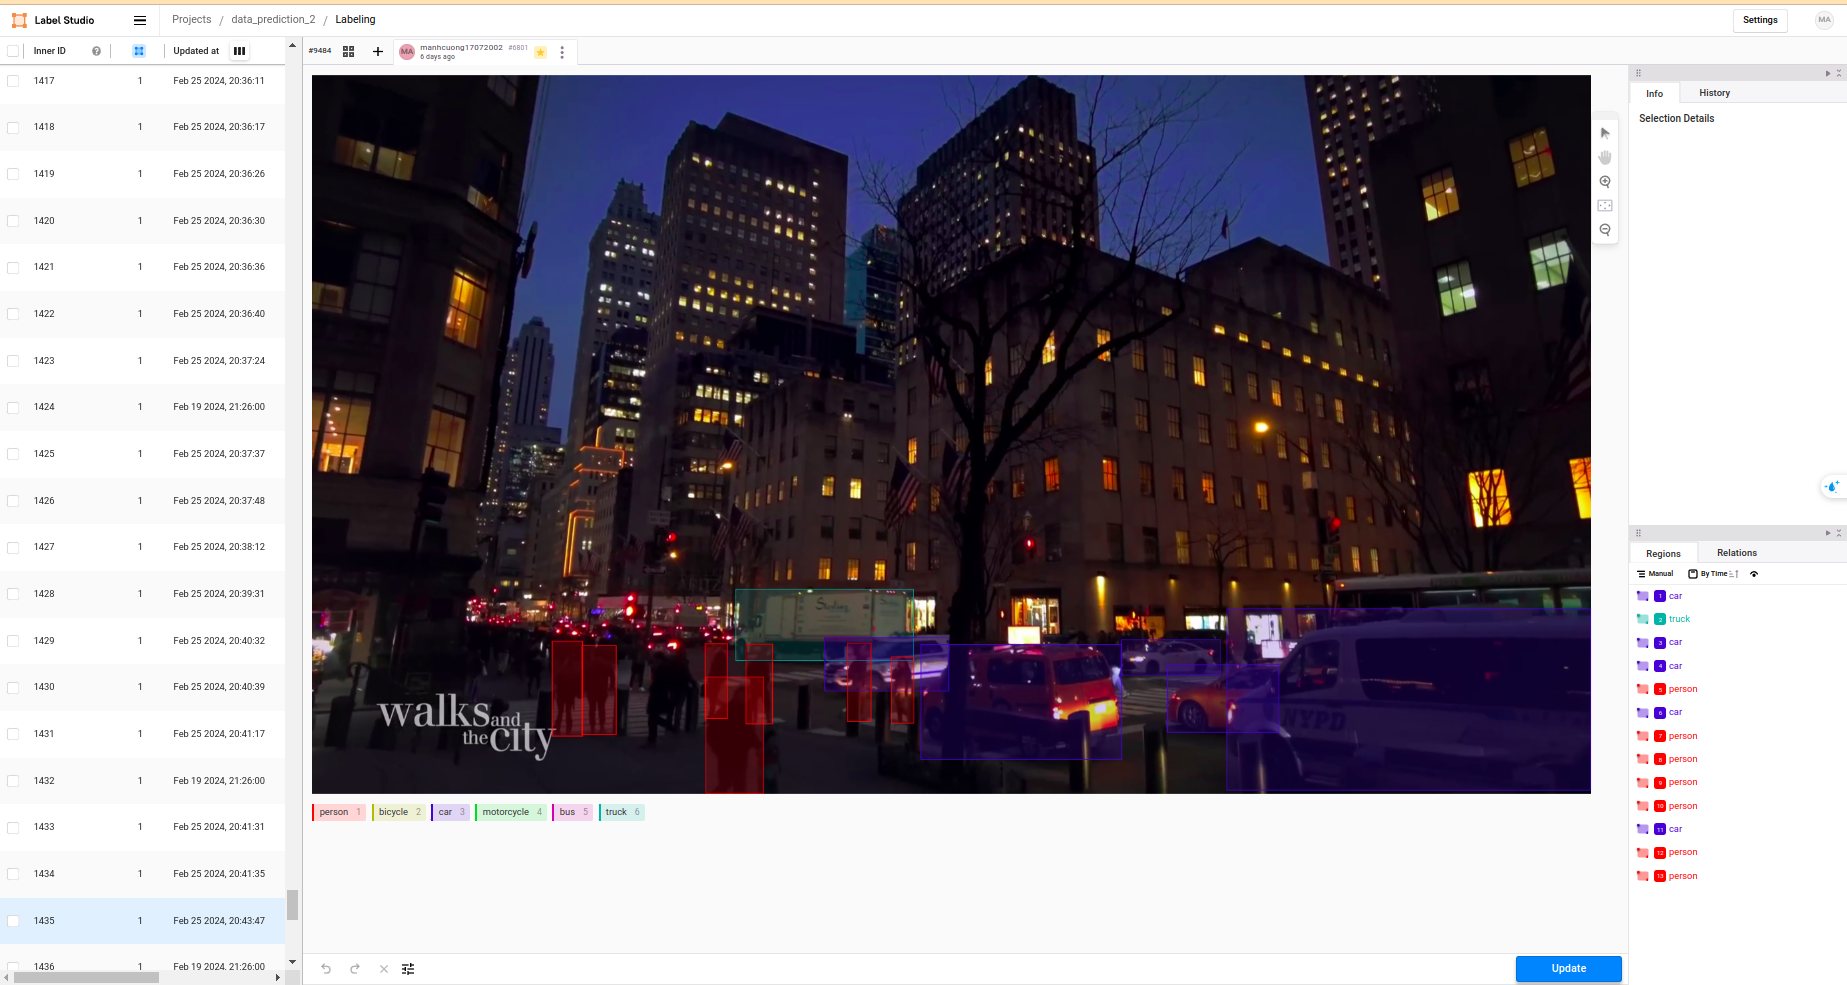 Label Studio
Projects / data_prediction_2 / Labeling
Settings
MA
Inner ID
Updated at
1417 1 Feb 25 2024, 20:36:11
1418 1 Feb 25 2024, 20:36:17
1419 1 Feb 25 2024, 20:36:26
1420 1 Feb 25 2024, 20:36:30
1421 1 Feb 25 2024, 20:36:36
1422 1 Feb 25 2024, 20:36:40
1423 1 Feb 25 2024, 20:37:24
1424 1 Feb 19 2024, 21:26:00
1425 1 Feb 25 2024, 20:37:37
1426 1 Feb 25 2024, 20:37:48
1427 1 Feb 25 2024, 20:38:12
1428 1 Feb 25 2024, 20:39:31
1429 1 Feb 25 2024, 20:40:32
1430 1 Feb 25 2024, 20:40:39
1431 1 Feb 25 2024, 20:41:17
1432 1 Feb 19 2024, 21:26:00
1433 1 Feb 25 2024, 20:41:31
1434 1 Feb 25 2024, 20:41:35
1435 1 Feb 25 2024, 20:43:47
1436 1 Feb 19 2024, 21:26:00
#9484
MA
manhcuong17072002 #6801
6 days ago
walks and
the city
NYPD
person 1
bicycle 2
car 3
motorcycle 4
bus 5
truck 6
Update
Info
History
Selection Details
Regions
Relations
Manual
By Time
1 car
2 truck
3 car
4 car
5 person
6 car
7 person
8 person
9 person
10 person
11 car
12 person
13 person